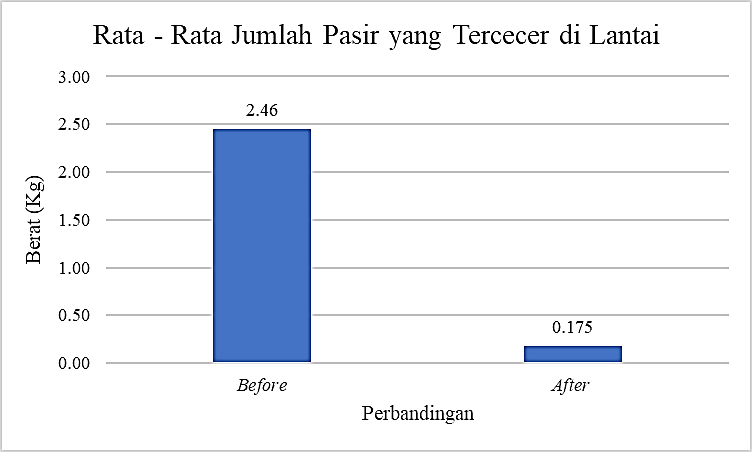 Rata - Rata Jumlah Pasir yang Tercecer di Lantai
3.00
2.50
2.00
1.50
1.00
0.50
0.00
Berat (Kg)
2.46
0.175
Before
After
Perbandingan